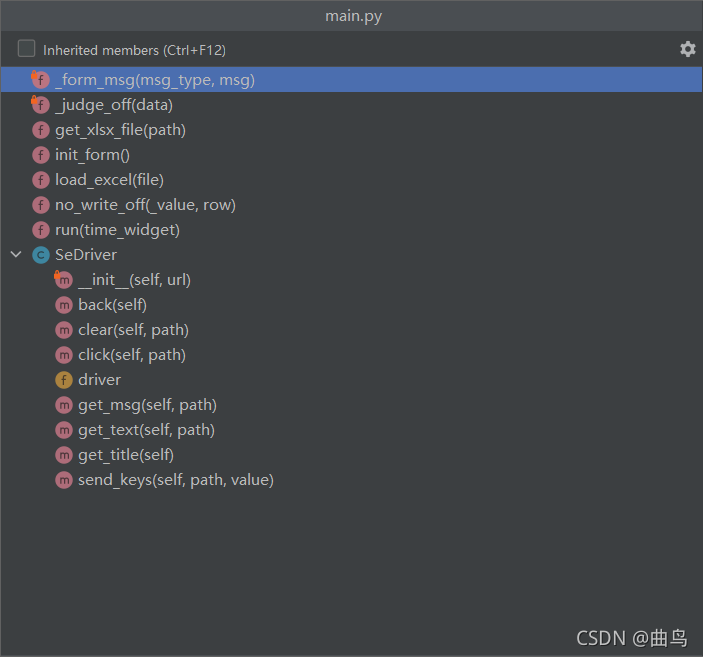 main.py
Inherited members (Ctrl+F12)
f _form_msg(msg_type, msg)
f _judge_off(data)
f get_xlsx_file(path)
f init_form()
f load_excel(file)
f no_write_off(_value, row)
f run(time_widget)
C SeDriver
m __init__(self, url)
m back(self)
m clear(self, path)
m click(self, path)
f driver
m get_msg(self, path)
m get_text(self, path)
m get_title(self)
m send_keys(self, path, value)
CSDN @曲鸟